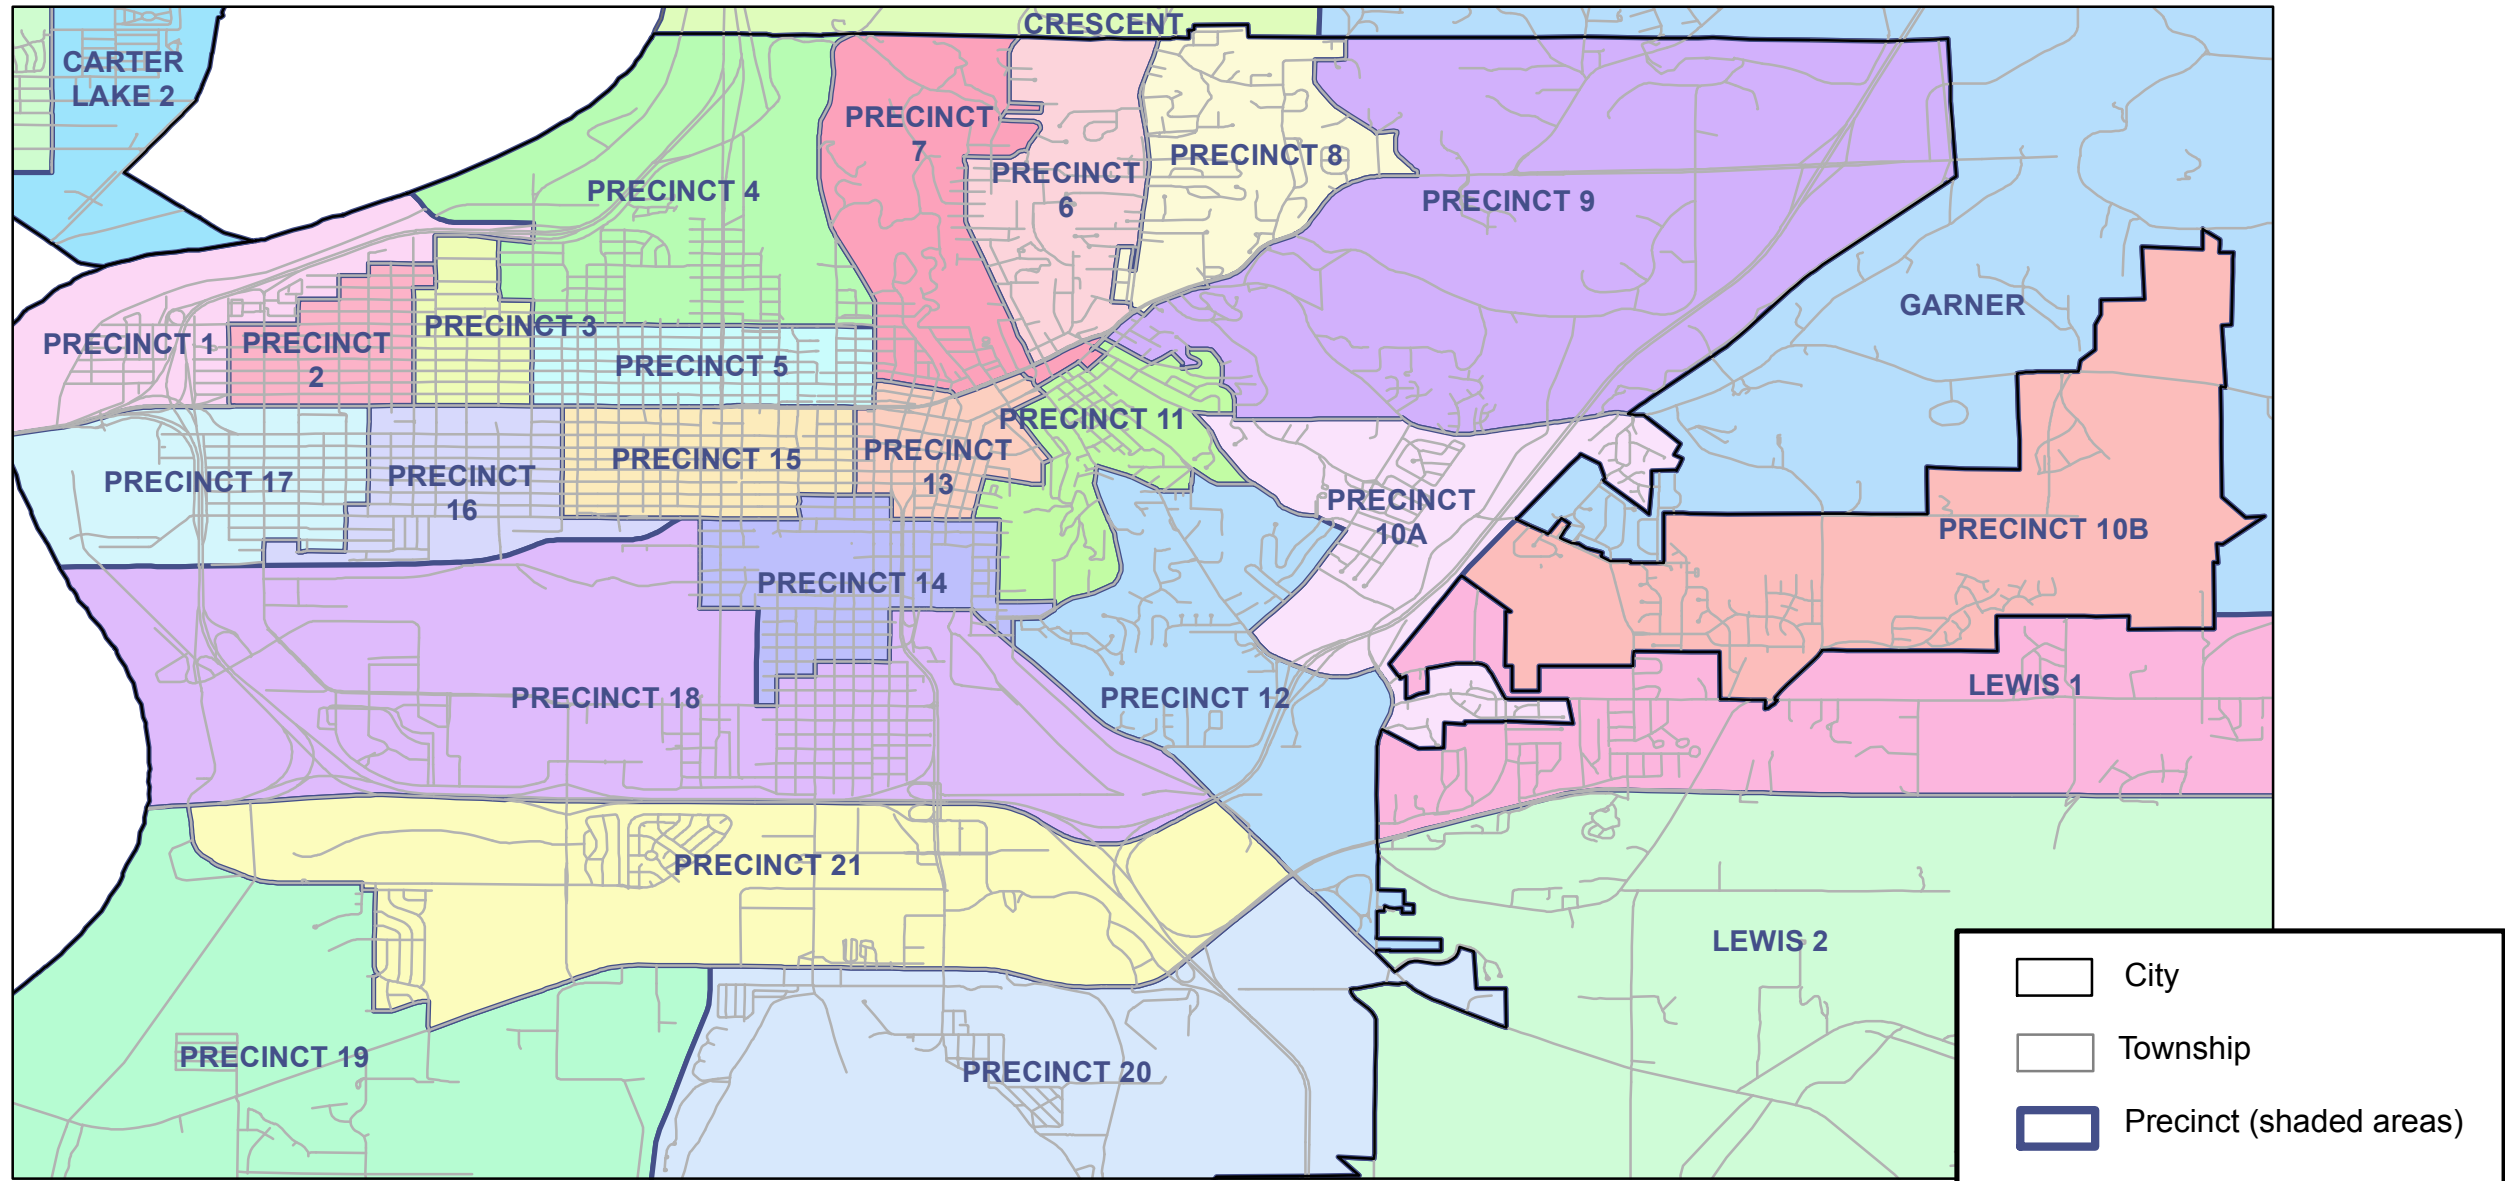 CRESCENT
CARTER
LAKE 2
PRECINCT
7
PRECINCT 8
PRECINCT
6
PRECINCT 4
PRECINCT 9
GARNER
PRECINCT 3
PRECINCT 1
PRECINCT
2
PRECINCT 5
PRECINCT 11
PRECINCT
13
PRECINCT 15
PRECINCT 17
PRECINCT
16
PRECINCT
10A
PRECINCT 10B
PRECINCT 14
LEWIS 1
PRECINCT 18
PRECINCT 12
PRECINCT 21
LEWIS 2
PRECINCT 19
PRECINCT 20
City
Township
Precinct (shaded areas)